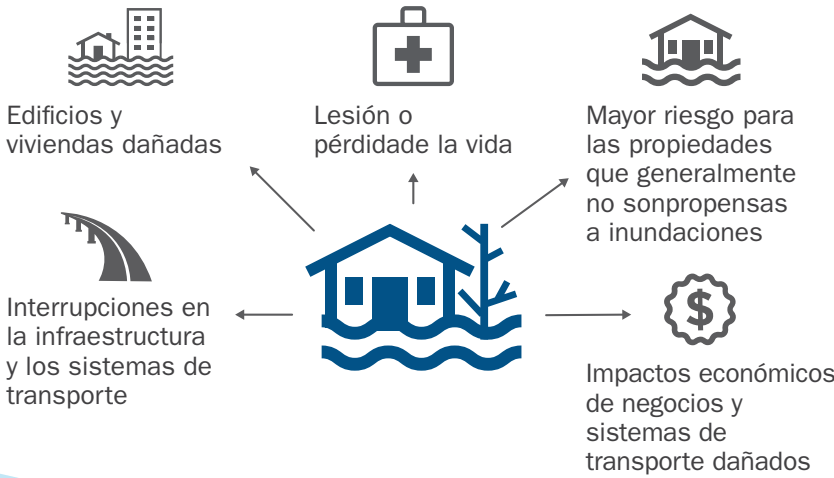 Edificios y
viviendas dañadas
Lesión o
pérdidade la vida
Mayor riesgo para
las propiedades
que generalmente
no sonpropensas
a inundaciones
Interrupciones en
la infraestructura
y los sistemas de
transporte
$
Impactos económicos
de negocios y
sistemas de
transporte dañados